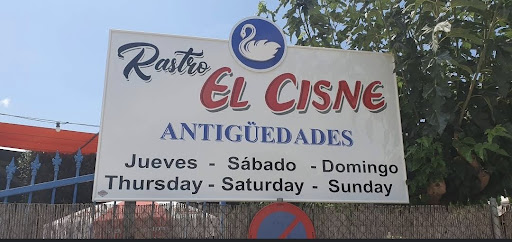 Rastro
EL CISNE
ANTIGÜEDADES
Jueves - Sábado - Domingo
Thursday - Saturday - Sunday